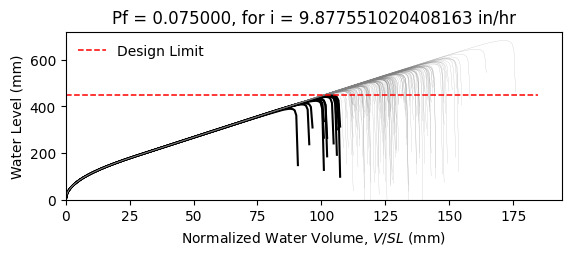 Pf = 0.075000, for i = 9.877551020408163 in/hr
Design Limit
Water Level (mm)
600
400
200
0
0 25 50 75 100 125 150 175
Normalized Water Volume, V/SL (mm)